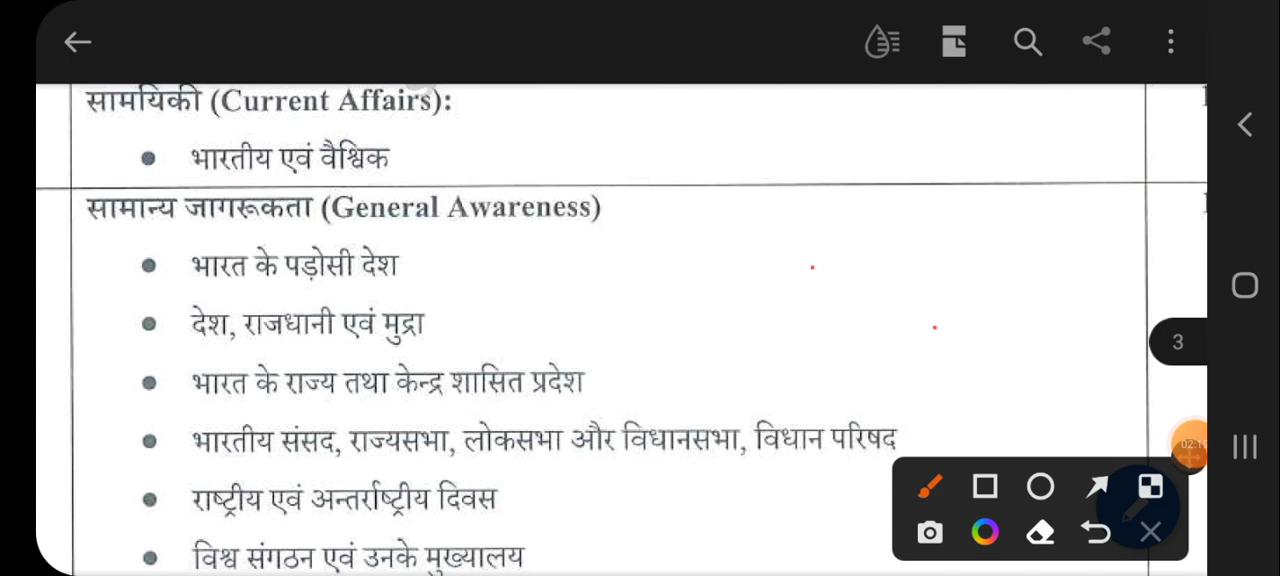 सामयिकी (Current Affairs):
भारतीय एवं वैश्विक
सामान्य जागरूकता (General Awareness)
भारत के पड़ोसी देश
देश, राजधानी एवं मुद्रा
3
भारत के राज्य तथा केन्द्र शासित प्रदेश
भारतीय संसद, राज्यसभा, लोकसभा और विधानसभा, विधान परिषद
राष्ट्रीय एवं अन्तर्राष्ट्रीय दिवस
विश्व संगठन एवं उनके मुख्यालय